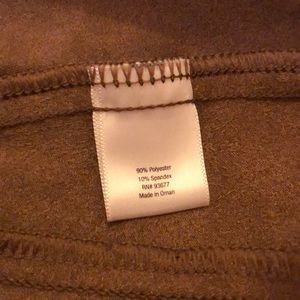 90% Polyester
10% Spandex
RN# 93677
Made in Oman